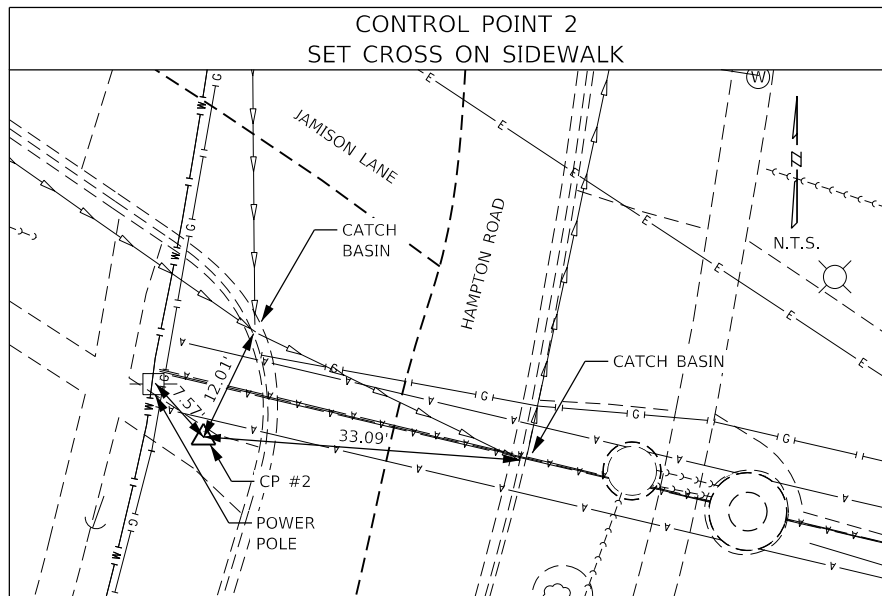 CONTROL POINT 2
SET CROSS ON SIDEWALK
JAMISON LANE
HAMPTON ROAD
CATCH
BASIN
N.T.S.
CATCH BASIN
12.01'
7.57'
33.09'
CP #2
POWER
POLE